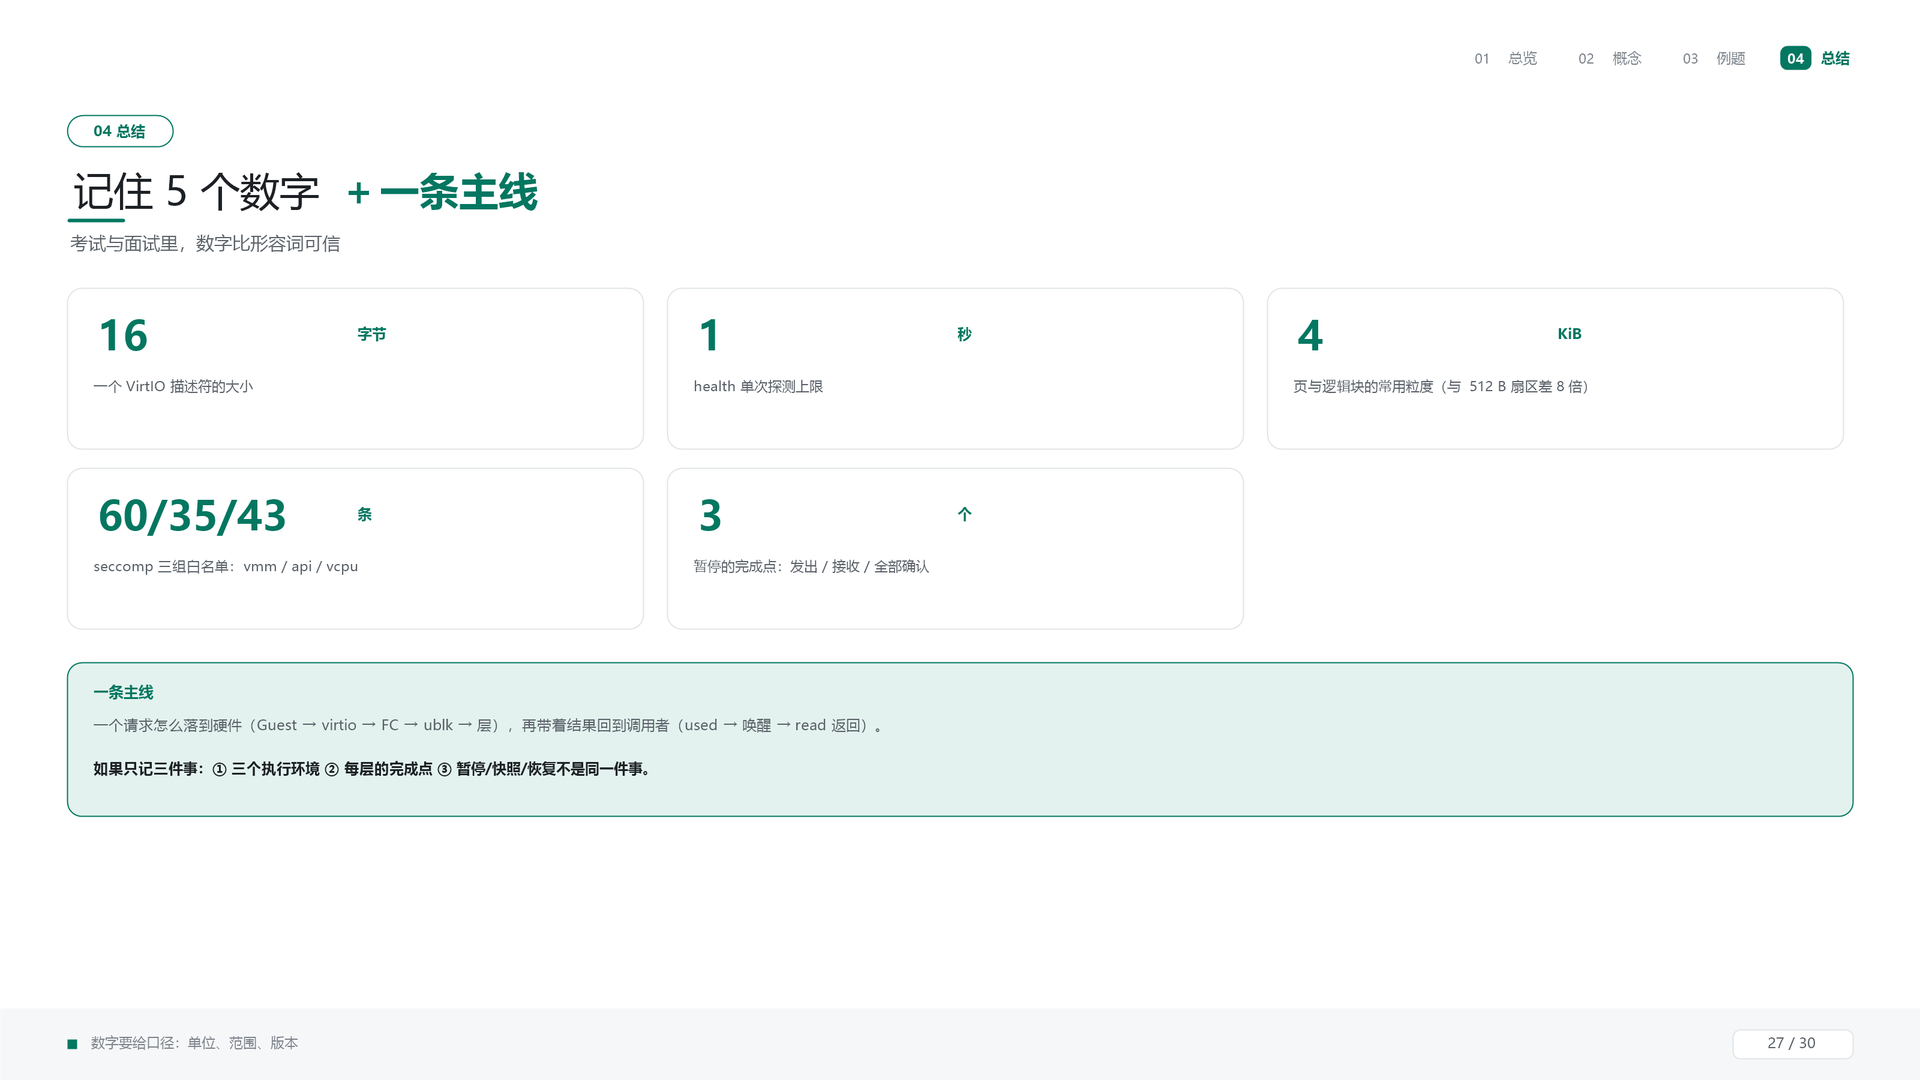 01 总览 02 概念 03 例题 04 总结
04 总结
记住 5 个数字 + 一条主线
考试与面试里，数字比形容词可信
16 字节
一个 VirtIO 描述符的大小
1 秒
health 单次探测上限
4 KiB
页与逻辑块的常用粒度（与 512 B 扇区差 8 倍）
60/35/43 条
seccomp 三组白名单：vmm / api / vcpu
3 个
暂停的完成点：发出 / 接收 / 全部确认
一条主线
一个请求怎么落到硬件（Guest → virtio → FC → ublk → 层），再带着结果回到调用者（used → 唤醒 → read 返回）。
如果只记三件事：① 三个执行环境 ② 每层的完成点 ③ 暂停/快照/恢复不是同一件事。
数字要给口径：单位、范围、版本
27 / 30